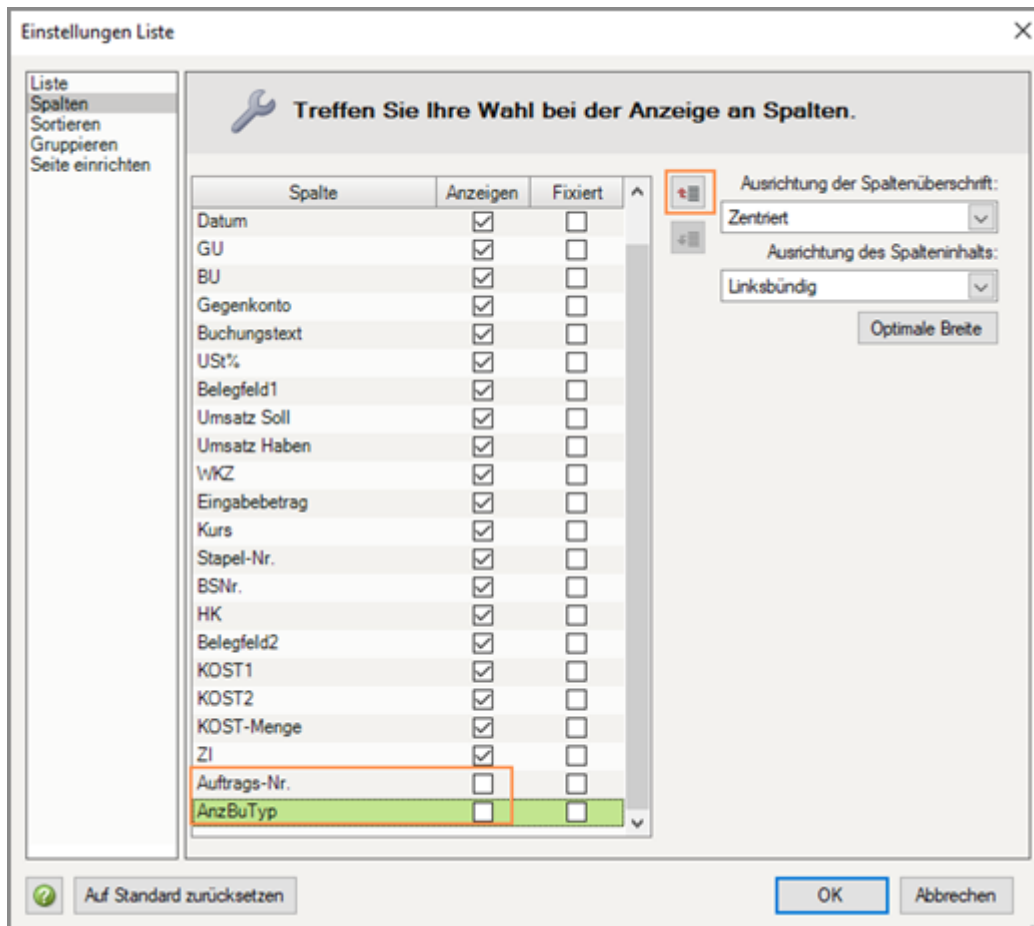 Einstellungen Liste
Liste
Spalten
Sortieren
Gruppieren
Seite einrichten
Treffen Sie Ihre Wahl bei der Anzeige an Spalten.
Spalte Anzeigen Fixiert
Datum
GU
BU
Gegenkonto
Buchungstext
USt%
Belegfeld1
Umsatz Soll
Umsatz Haben
WKZ
Eingabebetrag
Kurs
Stapel-Nr.
BSNr.
HK
Belegfeld2
KOST1
KOST2
KOST-Menge
ZI
Auftrags-Nr.
AnzBuTyp
Ausrichtung der Spaltenüberschrift:
Zentriert
Ausrichtung des Spalteninhalts:
Linksbündig
Optimale Breite
Auf Standard zurücksetzen
OK
Abbrechen